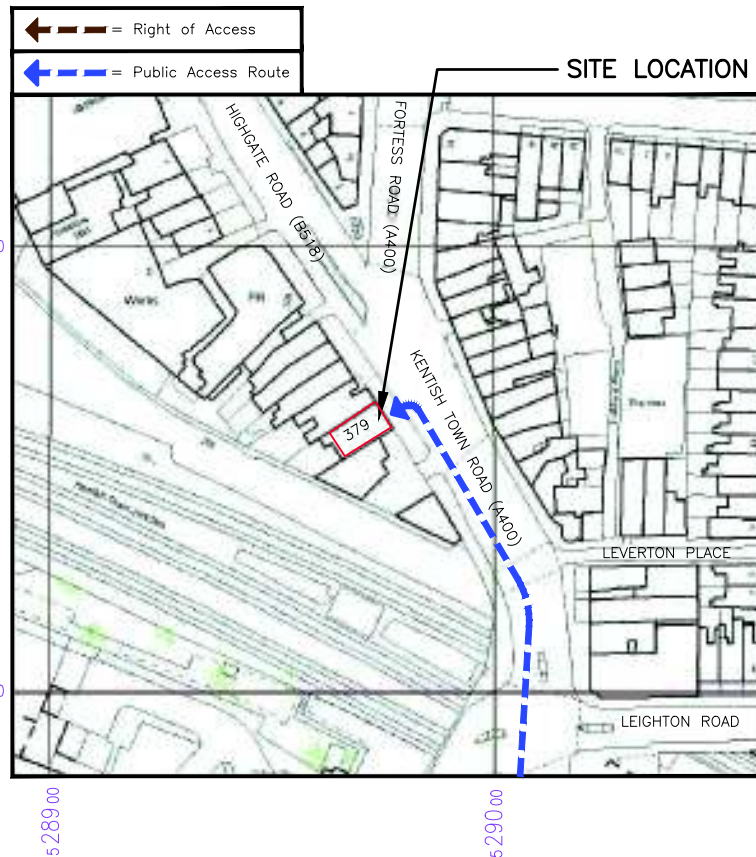 = Right of Access
= Public Access Route
SITE LOCATION
HIGHGATE ROAD (B518)
FORTESS ROAD (A400)
Works
PH
KENTISH TOWN ROAD (A400)
379
LEVERTON PLACE
LEIGHTON ROAD
528900
529000